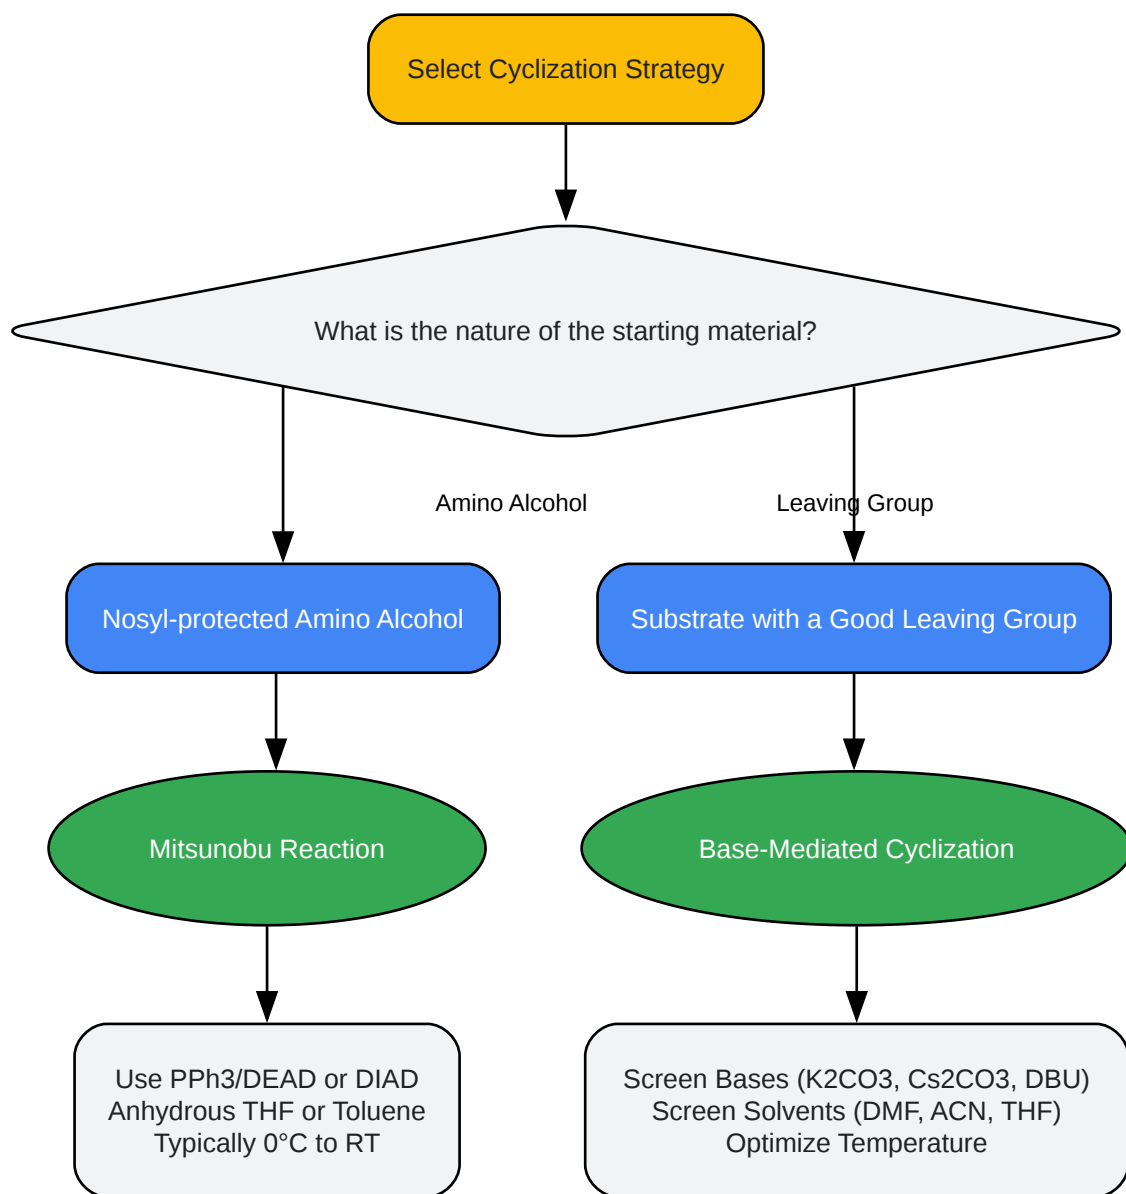 Select Cyclization Strategy
What is the nature of the starting material?
Amino Alcohol
Leaving Group
Nosyl-protected Amino Alcohol
Substrate with a Good Leaving Group
Mitsunobu Reaction
Base-Mediated Cyclization
Use PPh3/DEAD or DIAD
Anhydrous THF or Toluene
Typically 0°C to RT
Screen Bases (K2CO3, Cs2CO3, DBU)
Screen Solvents (DMF, ACN, THF)
Optimize Temperature